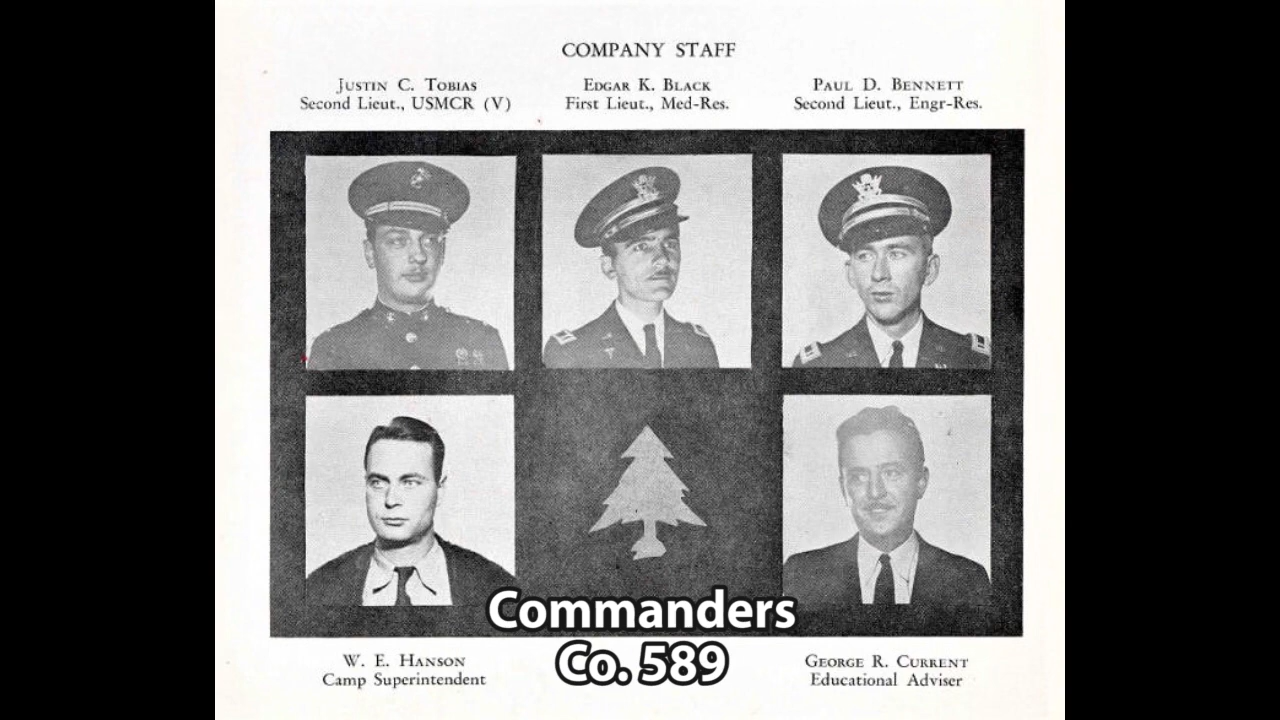 COMPANY STAFF
JUSTIN C. TOBIAS
Second Lieut., USMCR (V)
EDGAR K. BLACK
First Lieut., Med-Res.
PAUL D. BENNETT
Second Lieut., Engr-Res.
Commanders
Co. 589
W. E. HANSON
Camp Superintendent
GEORGE R. CURRENT
Educational Adviser